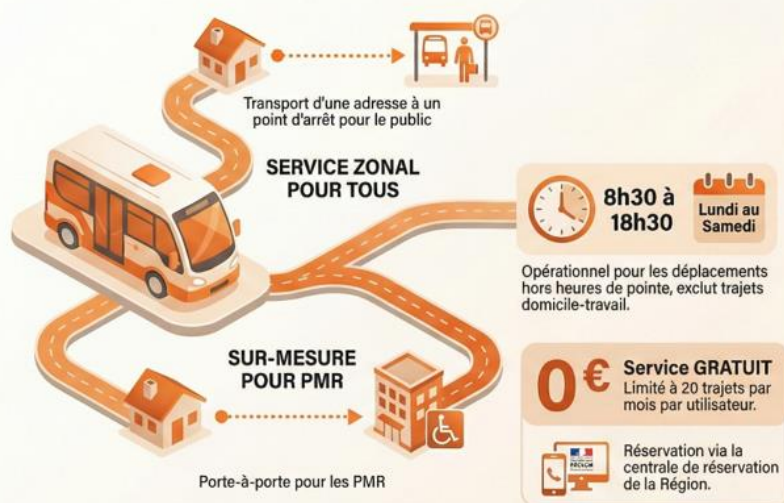 Transport d'une adresse à un
point d'arrêt pour le public
SERVICE ZONAL
POUR TOUS
8h30 à
18h30
Lundi au
Samedi
Opérationnel pour les déplacements
hors heures de pointe, exclut trajets
domicile-travail.
SUR-MESURE
POUR PMR
Porte-à-porte pour les PMR
0€
Service GRATUIT
Limité à 20 trajets par
mois par utilisateur.
Réservation via la
centrale de réservation
de la Région.